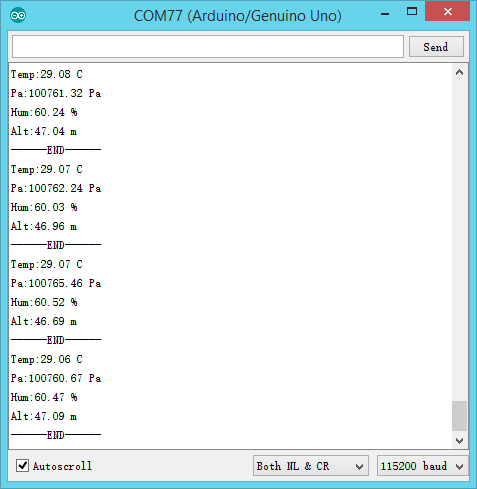 COM77 (Arduino/Genuino Uno)
Send
Temp:29.08 C
Pa:100761.32 Pa
Hum:60.24 %
Alt:47.04 m
------END------
Temp:29.07 C
Pa:100762.24 Pa
Hum:60.03 %
Alt:46.96 m
------END------
Temp:29.07 C
Pa:100765.46 Pa
Hum:60.52 %
Alt:46.69 m
------END------
Temp:29.06 C
Pa:100760.67 Pa
Hum:60.47 %
Alt:47.09 m
------END------
Autoscroll
Both NL & CR
115200 baud